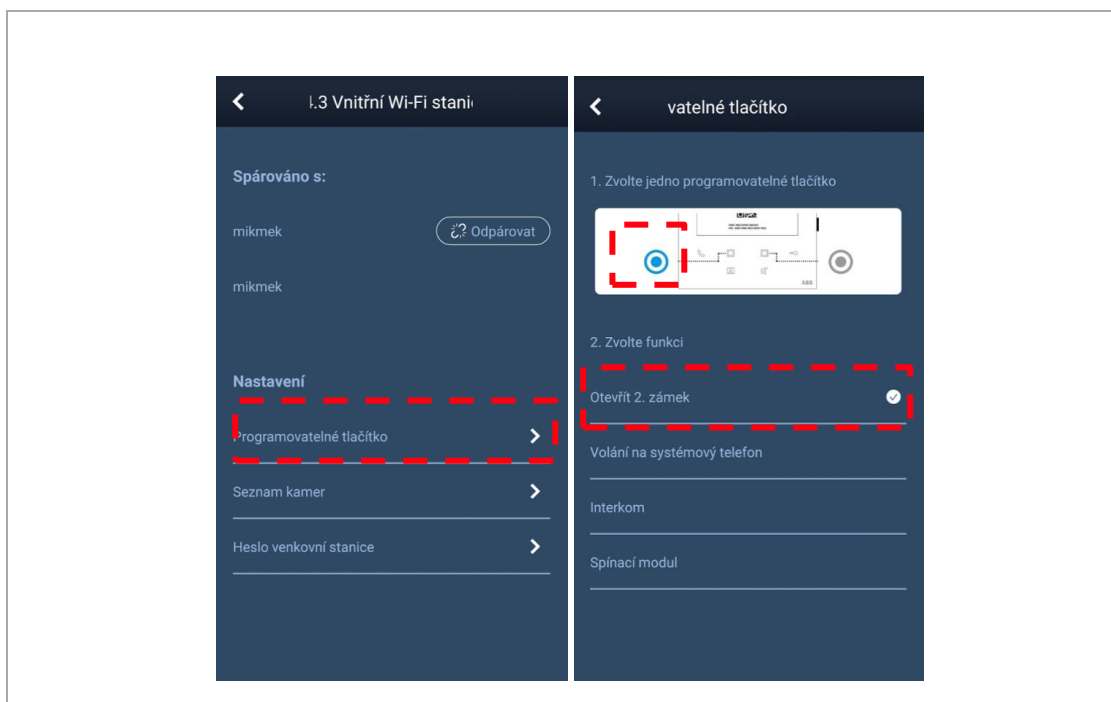 .3 Vnitřní Wi-Fi stani
Spárováno s:
mikmek
Odpárovat
mikmek
Nastavení
Programovatelné tlačítko
Seznam kamer
Heslo venkovní stanice
vatelné tlačítko
1. Zvolte jedno programovatelné tlačítko
ABB
2. Zvolte funkci
Otevřít 2. zámek
Volání na systémový telefon
Interkom
Spínací modul